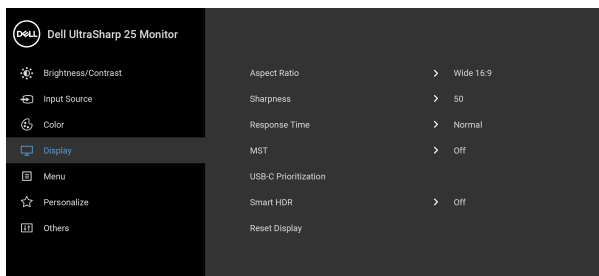 DELL Dell UltraSharp 25 Monitor
Brightness/Contrast
Aspect Ratio > Wide 16:9
Input Source
Sharpness > 50
Color
Response Time > Normal
Display
MST > Off
Menu
USB-C Prioritization
Personalize
Smart HDR > Off
Others
Reset Display